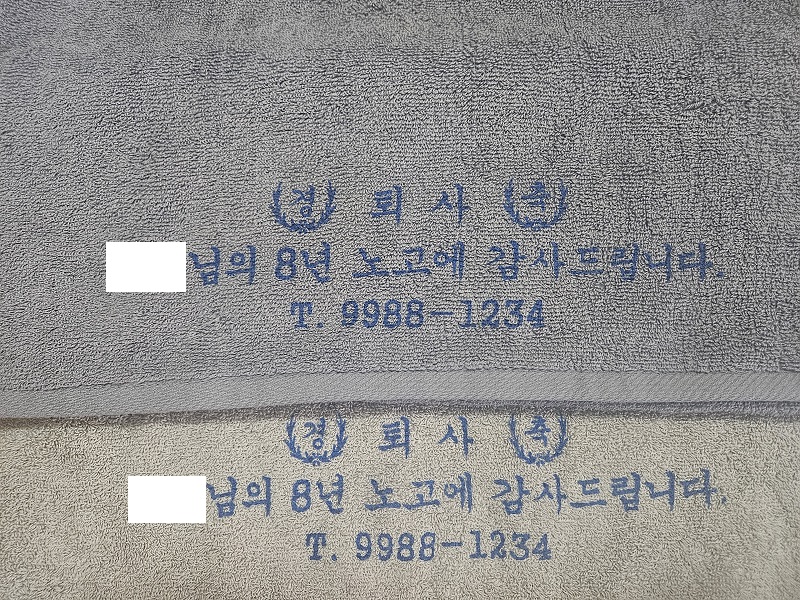 경 퇴 사 축
님의 8년 노고에 감사드립니다.
T. 9988-1234
경 퇴 사 축
님의 8년 노고에 감사드립니다.
T. 9988-1234